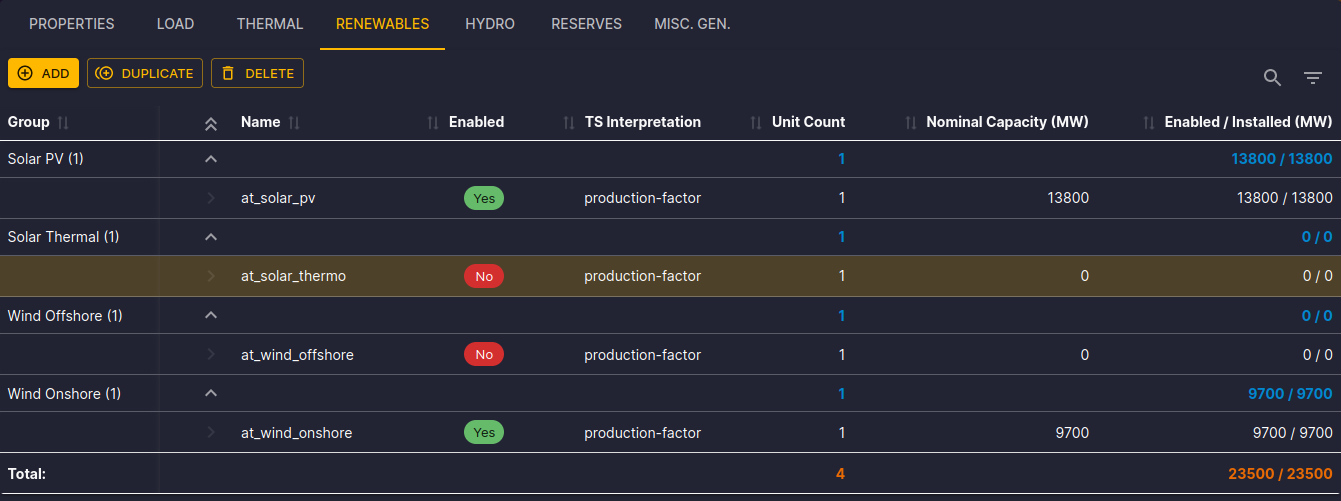 PROPERTIES LOAD THERMAL RENEWABLES HYDRO RESERVES MISC. GEN.
ADD DUPLICATE DELETE
Group Name Enabled TS Interpretation Unit Count Nominal Capacity (MW) Enabled / Installed (MW)
Solar PV (1) 1 13800 / 13800
at_solar_pv Yes production-factor 1 13800 13800 / 13800
Solar Thermal (1) 1 0 / 0
at_solar_thermo No production-factor 1 0 0 / 0
Wind Offshore (1) 1 0 / 0
at_wind_offshore No production-factor 1 0 0 / 0
Wind Onshore (1) 1 9700 / 9700
at_wind_onshore Yes production-factor 1 9700 9700 / 9700
Total: 4 23500 / 23500